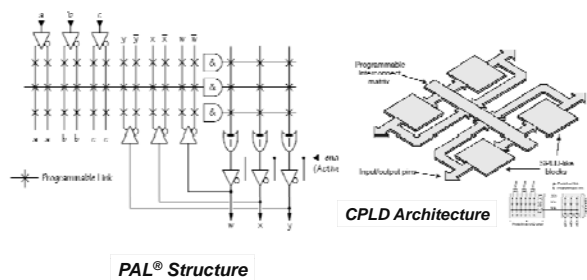 a b c
y y̅ x x̅ w w̅
&
&
&
a a̅ b b̅ c c̅
Programmable Link
w x y
PAL® Structure
Programmable
Interconnect
matrix
Input/output pins
SPLD-like
blocks
CPLD Architecture